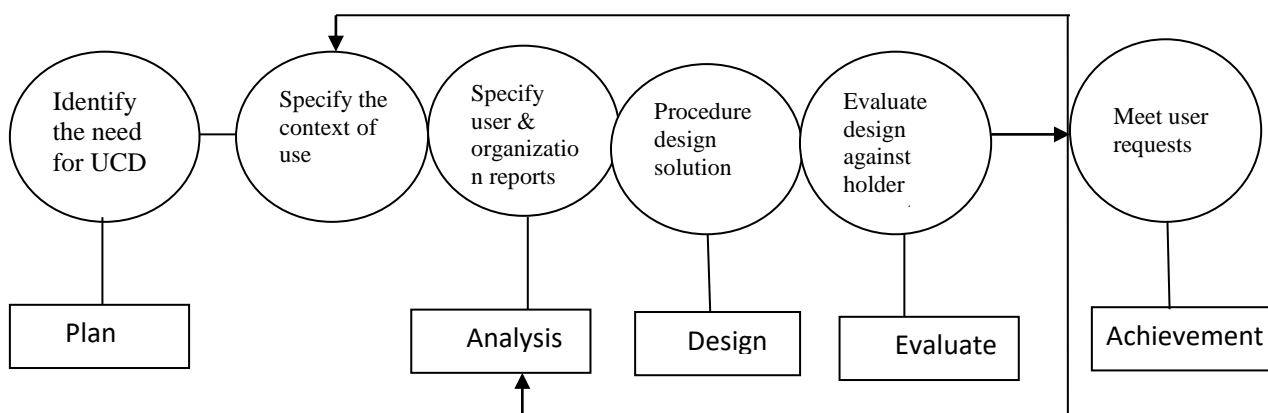 Identify
the need
for UCD
Specify the
context of
use
Specify
user &
organizatio
n reports
Procedure
design
solution
Evaluate
design
against
holder
Meet user
requests
Plan
Analysis
Design
Evaluate
Achievement